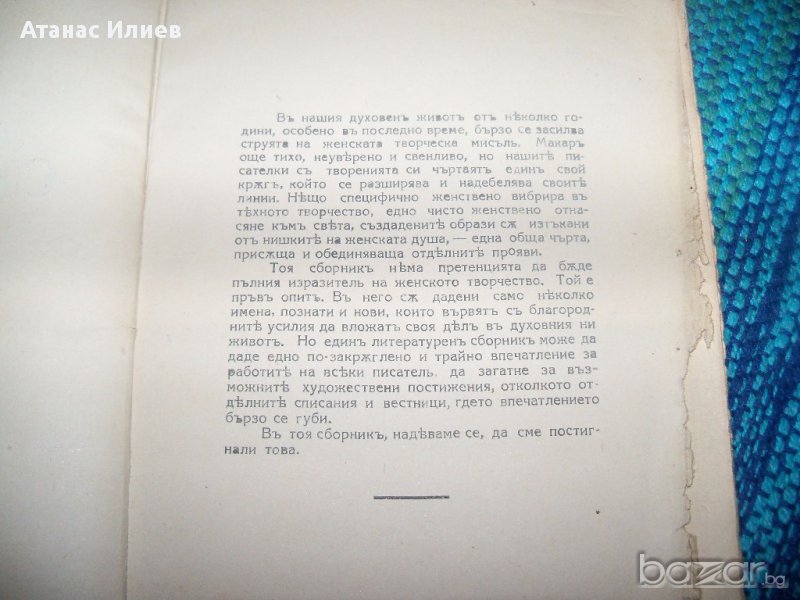 Атанас Илиев
Въ нашия духовенъ животъ отъ нѣколко го-
дини, особено въ последно време, бързо се засилва
струята на женската творческа мисъль. Макаръ
още тихо, неувѣрено и свенливо, но нашитѣ пи-
сателки съ творенията си чъртаятъ единъ свой
крѫгъ, който се разширява и надебелява своитѣ
линии. Нѣщо специфично женствено вибрира въ
тѣхното творчество, едно чисто женствено отна-
сяне къмъ свѣта, създаденитѣ образи сѫ изтъкани
отъ нишкитѣ на женската душа, — една обща чърта,
присѫща и обединяваща отдѣлнитѣ прояви.
Тоя сборникъ нѣма претенцията да бѫде
пълния изразитель на женското творчество. Той е
пръвъ опитъ. Въ него сѫ дадени само нѣколко
имена, познати и нови, които вървятъ съ благород-
нитѣ усилия да вложатъ своя дѣлъ въ духовния ни
животъ. Но единъ литературенъ сборникъ може да
даде едно по-закрѫглено и трайно впечатление за
работитѣ на всѣки писатель, да загатне за въз-
можнитѣ художествени постижения, отколкото от-
дѣлнитѣ списания и вестници, гдето впечатлението
бързо се губи.
Въ тоя сборникъ, надѣваме се, да сме постиг-
нали това.
bazar.bg